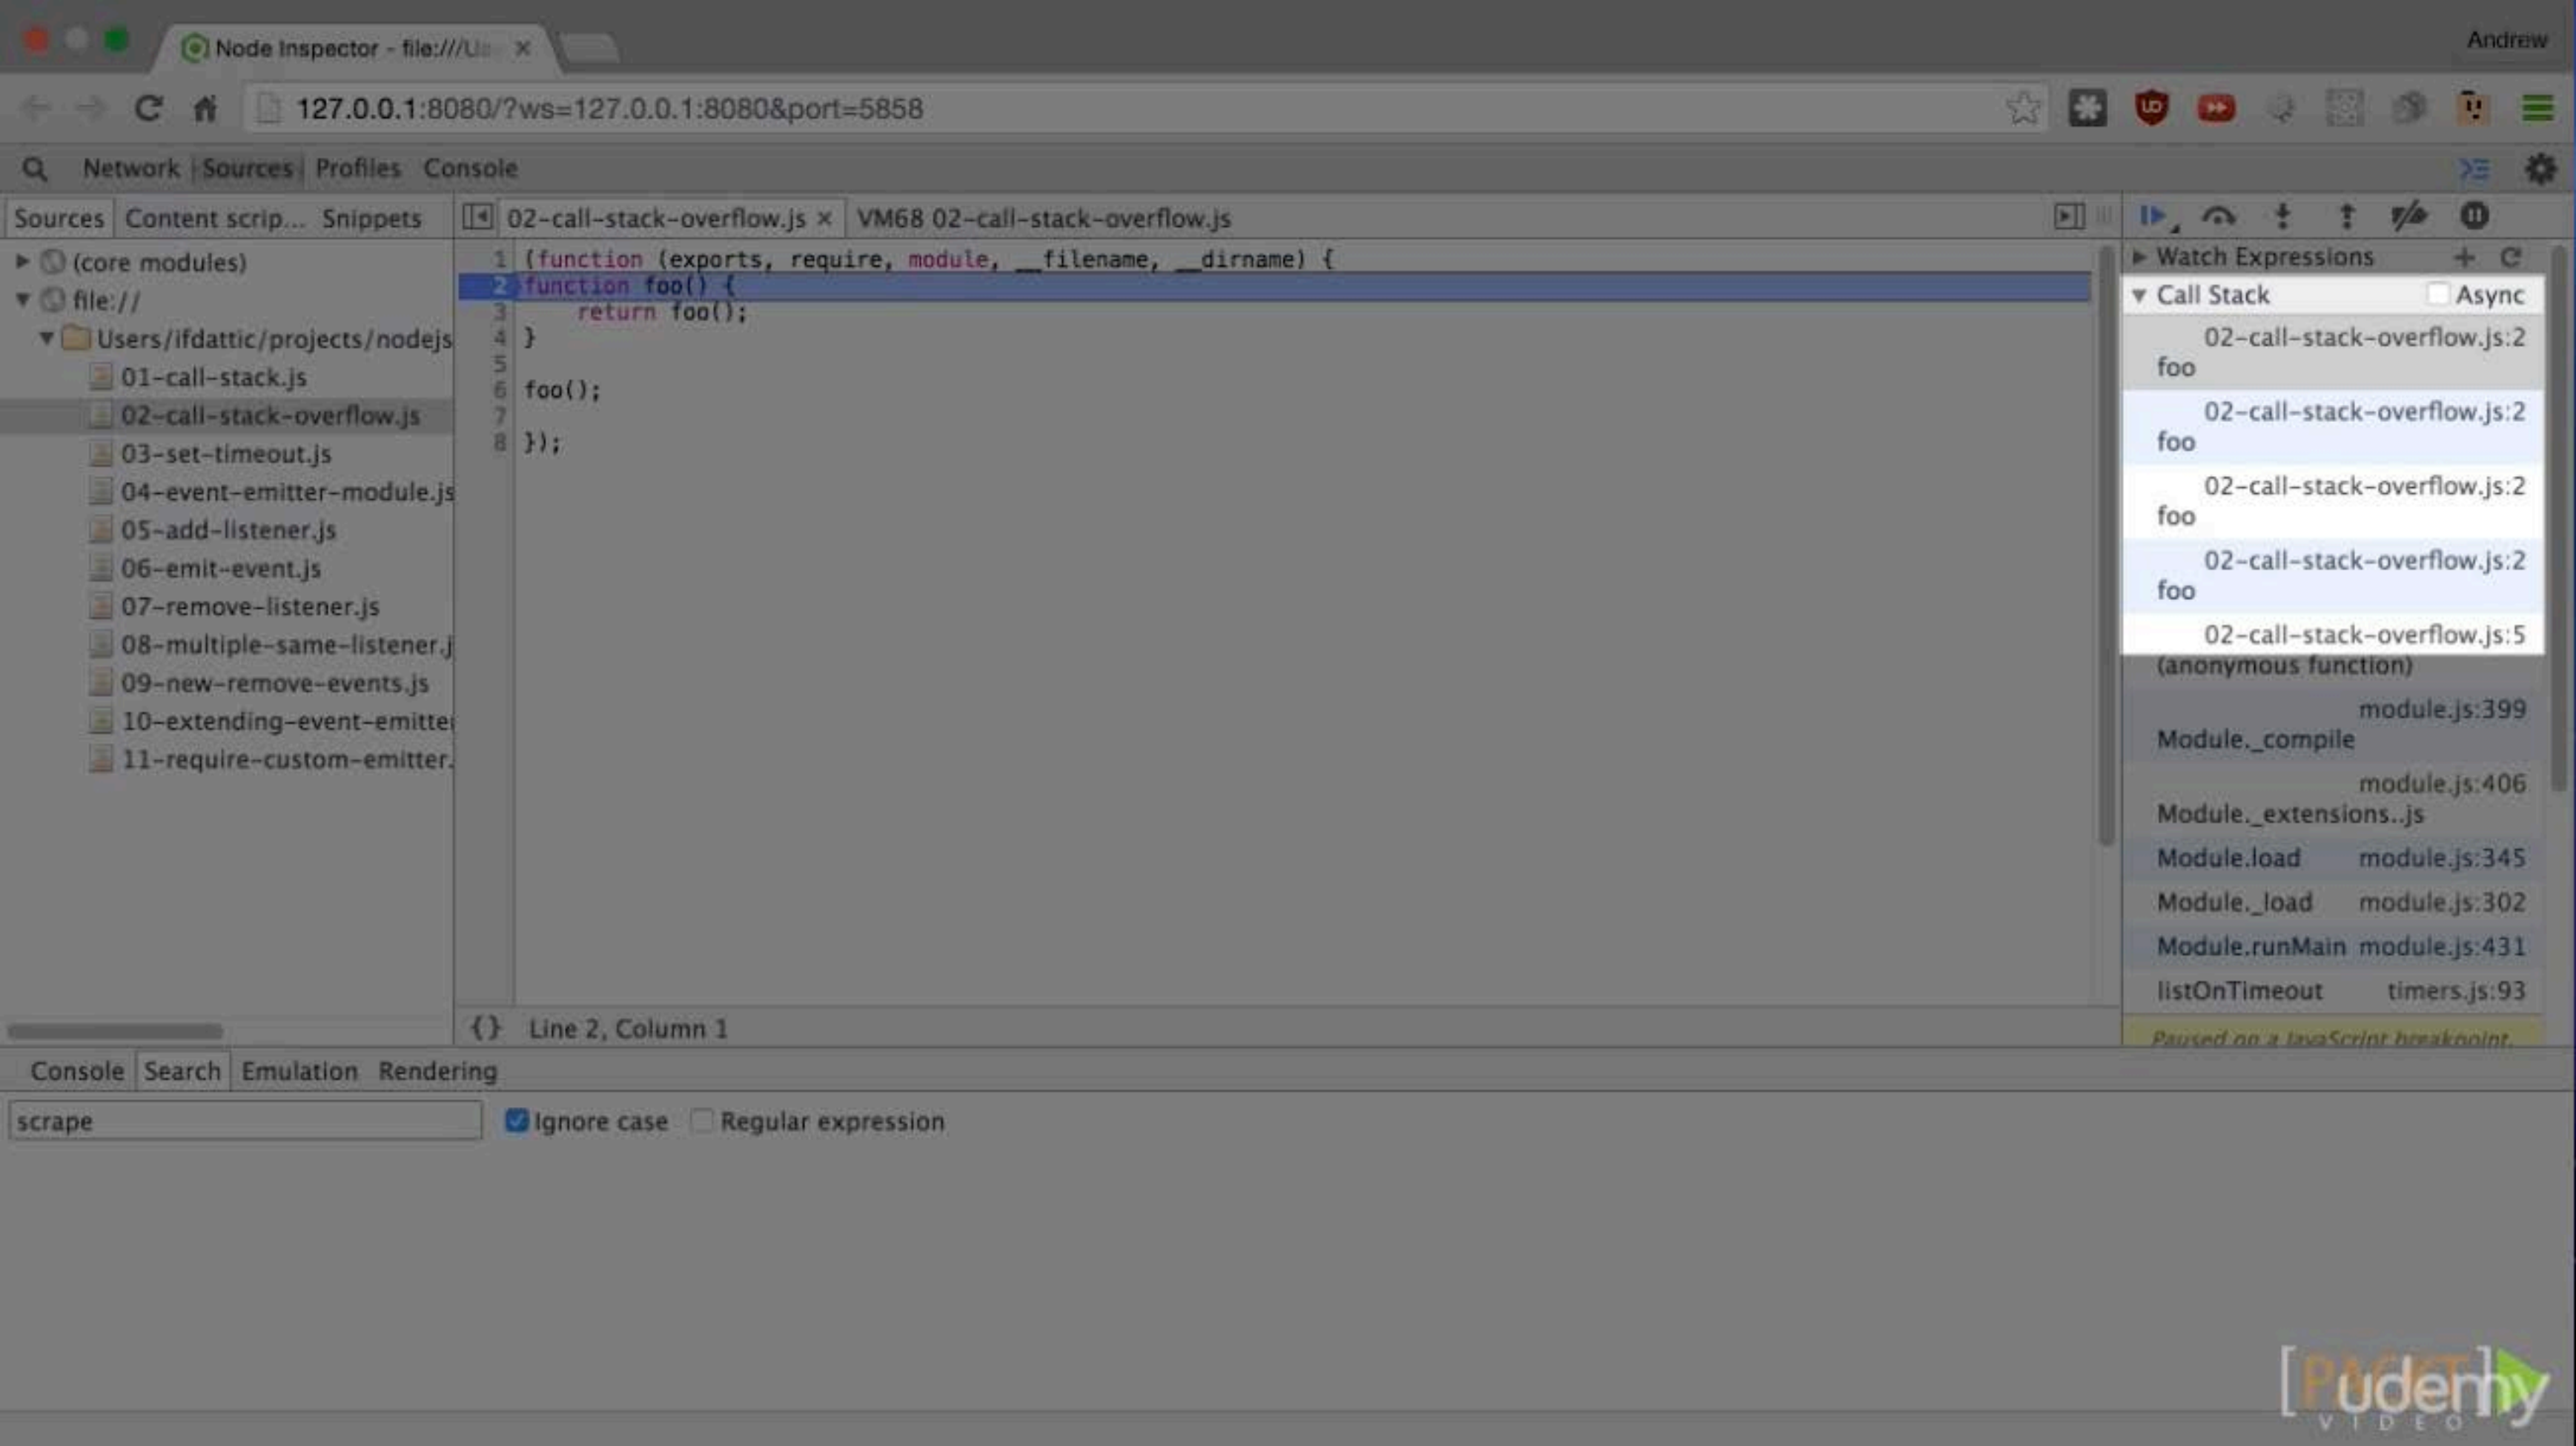 Node Inspector - file:///Us
Andrew
127.0.0.1:8080/?ws=127.0.0.1:8080&port=5858
Network Sources Profiles Console
Sources Content scrip... Snippets
02-call-stack-overflow.js × VM68 02-call-stack-overflow.js
(core modules)
file://
Users/ifdattic/projects/nodejs
01-call-stack.js
02-call-stack-overflow.js
03-set-timeout.js
04-event-emitter-module.js
05-add-listener.js
06-emit-event.js
07-remove-listener.js
08-multiple-same-listener.j
09-new-remove-events.js
10-extending-event-emitte
11-require-custom-emitter.
1 (function (exports, require, module, __filename, __dirname) {
2 function foo() {
3 return foo();
4 }
5
6 foo();
7
8 });
{} Line 2, Column 1
Watch Expressions
Call Stack Async
02-call-stack-overflow.js:2
foo
02-call-stack-overflow.js:2
foo
02-call-stack-overflow.js:2
foo
02-call-stack-overflow.js:2
foo
02-call-stack-overflow.js:5
(anonymous function)
module.js:399
Module._compile
module.js:406
Module._extensions..js
Module.load module.js:345
Module._load module.js:302
Module.runMain module.js:431
listOnTimeout timers.js:93
Paused on a JavaScript breakpoint.
Console Search Emulation Rendering
scrape
Ignore case Regular expression
[PACKT]
udemy
VIDEO